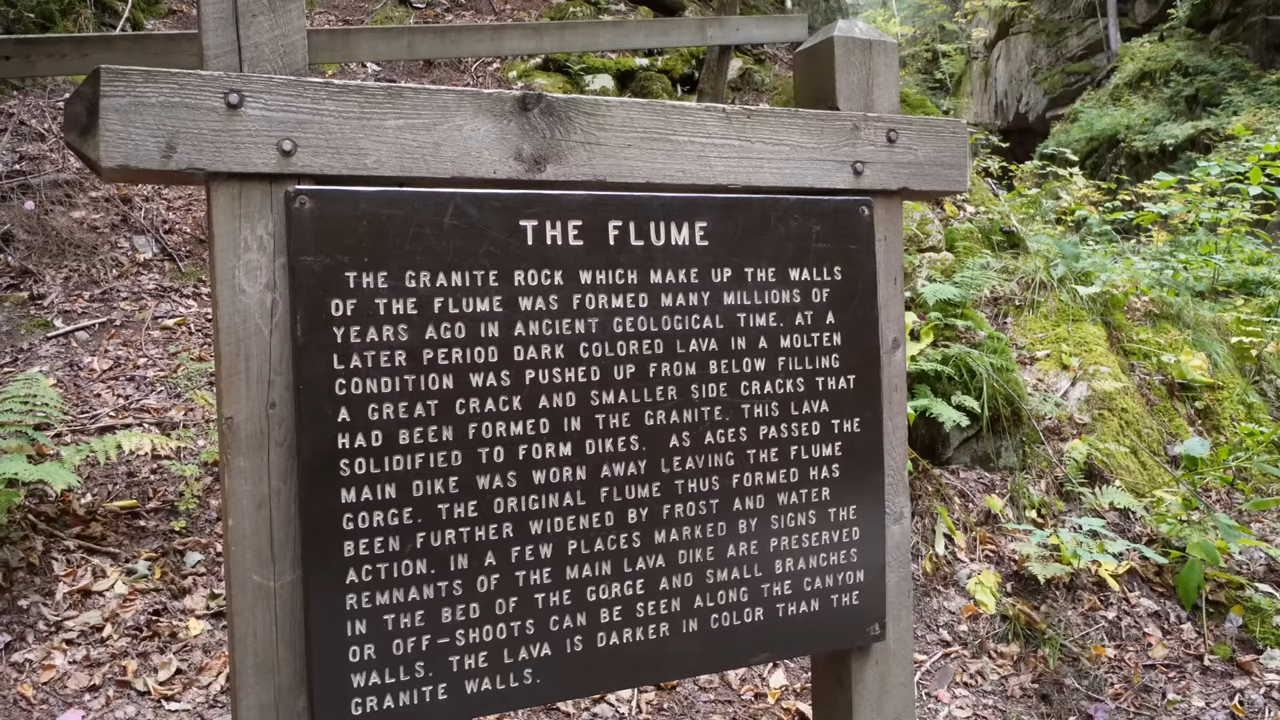 THE FLUME
THE GRANITE ROCK WHICH MAKE UP THE WALLS
OF THE FLUME WAS FORMED MANY MILLIONS OF
YEARS AGO IN ANCIENT GEOLOGICAL TIME. AT A
LATER PERIOD DARK COLORED LAVA IN A MOLTEN
CONDITION WAS PUSHED UP FROM BELOW FILLING
A GREAT CRACK AND SMALLER SIDE CRACKS THAT
HAD BEEN FORMED IN THE GRANITE. THIS LAVA
SOLIDIFIED TO FORM DIKES. AS AGES PASSED THE
MAIN DIKE WAS WORN AWAY LEAVING THE FLUME
GORGE. THE ORIGINAL FLUME THUS FORMED HAS
BEEN FURTHER WIDENED BY FROST AND WATER
ACTION. IN A FEW PLACES MARKED BY SIGNS THE
REMNANTS OF THE MAIN LAVA DIKE ARE PRESERVED
IN THE BED OF THE GORGE AND SMALL BRANCHES
OR OFF-SHOOTS CAN BE SEEN ALONG THE CANYON
WALLS. THE LAVA IS DARKER IN COLOR THAN THE
GRANITE WALLS.